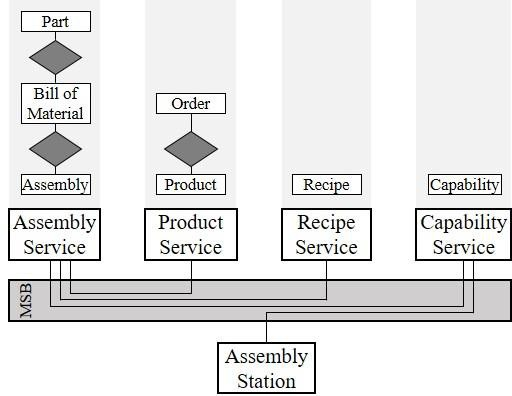 Part
Bill of
Material
Order
Assembly
Product
Recipe
Capability
Assembly
Service
Product
Service
Recipe
Service
Capability
Service
MSB
Assembly
Station